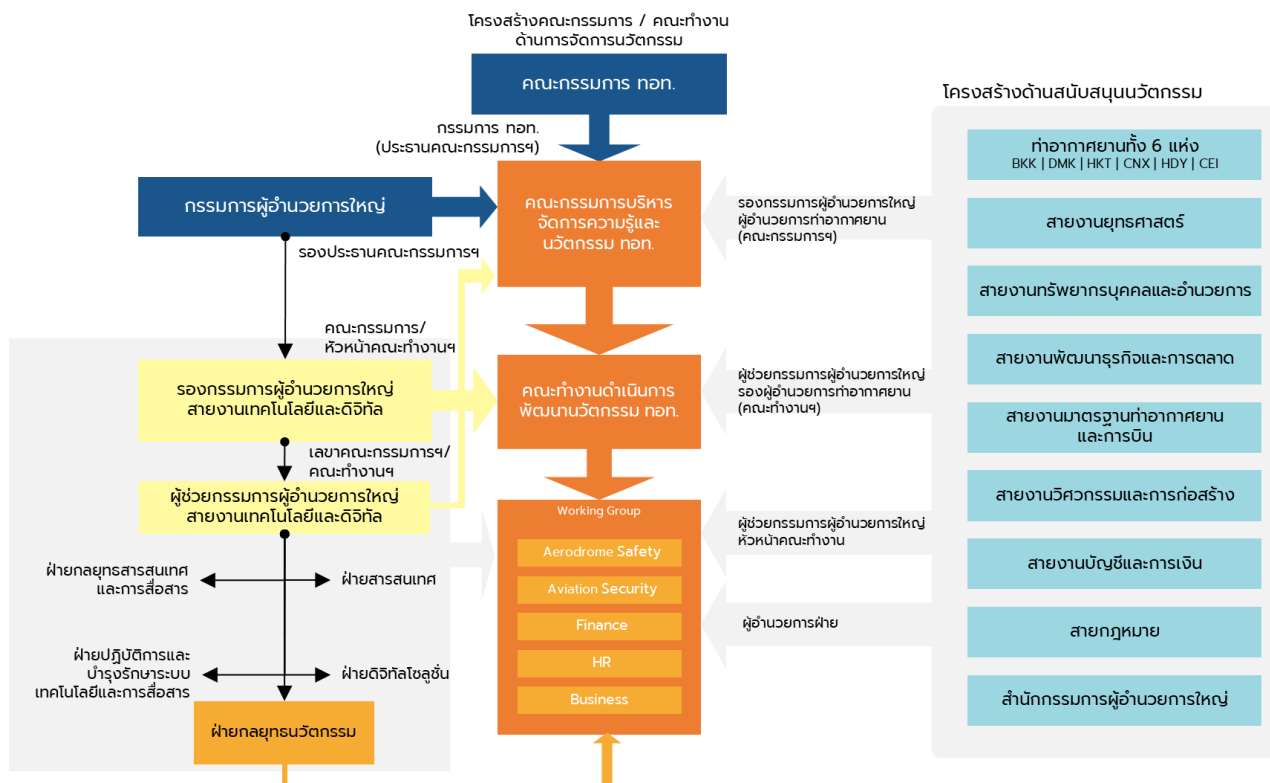 โครงสร้างคณะกรรมการ / คณะทำงาน
ด้านการจัดการนวัตกรรม
คณะกรรมการ ทอท.
กรรมการ ทอท.
(ประธานคณะกรรมการฯ)
กรรมการผู้อำนวยการใหญ่
รองประธานคณะกรรมการฯ
คณะกรรมการบริหาร
จัดการความรู้และ
นวัตกรรม ทอท.
รองกรรมการผู้อำนวยการใหญ่
ผู้อำนวยการท่าอากาศยาน
(คณะกรรมการฯ)
คณะกรรมการ/
หัวหน้าคณะทำงานฯ
รองกรรมการผู้อำนวยการใหญ่
สายงานเทคโนโลยีและดิจิทัล
คณะทำงานดำเนินการ
พัฒนานวัตกรรม ทอท.
ผู้ช่วยกรรมการผู้อำนวยการใหญ่
รองผู้อำนวยการท่าอากาศยาน
(คณะทำงานฯ)
เลขาคณะกรรมการฯ/
คณะทำงานฯ
ผู้ช่วยกรรมการผู้อำนวยการใหญ่
สายงานเทคโนโลยีและดิจิทัล
Working Group
Aerodrome Safety
Aviation Security
Finance
HR
Business
ผู้ช่วยกรรมการผู้อำนวยการใหญ่
หัวหน้าคณะทำงาน
ผู้อำนวยการฝ่าย
ฝ่ายกลยุทธสารสนเทศ
และการสื่อสาร
ฝ่ายสารสนเทศ
ฝ่ายปฏิบัติการและ
บำรุงรักษาระบบ
เทคโนโลยีและการสื่อสาร
ฝ่ายดิจิทัลโซลูชั่น
ฝ่ายกลยุทธนวัตกรรม
โครงสร้างด้านสนับสนุนนวัตกรรม
ท่าอากาศยานทั้ง 6 แห่ง
BKK | DMK | HKT | CNX | HDY | CEI
สายงานยุทธศาสตร์
สายงานทรัพยากรบุคคลและอำนวยการ
สายงานพัฒนาธุรกิจและการตลาด
สายงานมาตรฐานท่าอากาศยาน
และการบิน
สายงานวิศวกรรมและการก่อสร้าง
สายงานบัญชีและการเงิน
สายกฎหมาย
สำนักกรรมการผู้อำนวยการใหญ่